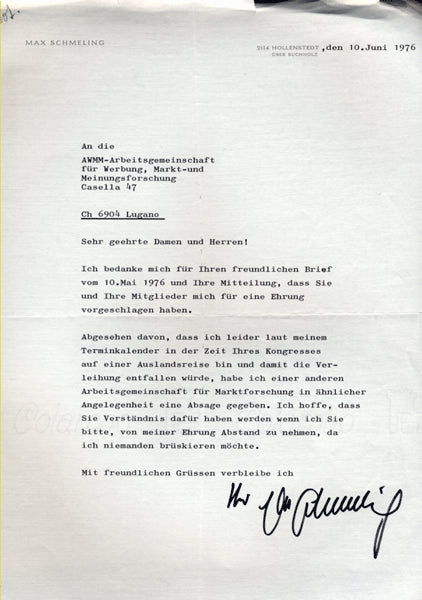 MAX SCHMELING
2114 HOLLENSTEDT, den 10.Juni 1976
ÜBER BUCHHOLZ
An die
AWMM-Arbeitsgemeinschaft
für Werbung, Markt-und
Meinungsforschung
Casella 47
Ch 6904 Lugano
Sehr geehrte Damen und Herren!
Ich bedanke mich für Ihren freundlichen Brief
vom 10.Mai 1976 und Ihre Mitteilung, dass Sie
und Ihre Mitglieder mich für eine Ehrung
vorgeschlagen haben.
Abgesehen davon, dass ich leider laut meinem
Terminkalender in der Zeit Ihres Kongresses
auf einer Auslandsreise bin und damit die Ver-
leihung entfallen würde, habe ich einer anderen
Arbeitsgemeinschaft für Marktforschung in ähnlicher
Angelegenheit eine Absage gegeben. Ich hoffe, dass
Sie Verständnis dafür haben werden wenn ich Sie
bitte, von meiner Ehrung Abstand zu nehmen, da
ich niemanden brüskieren möchte.
Mit freundlichen Grüssen verbleibe ich
Ihr Max Schmeling